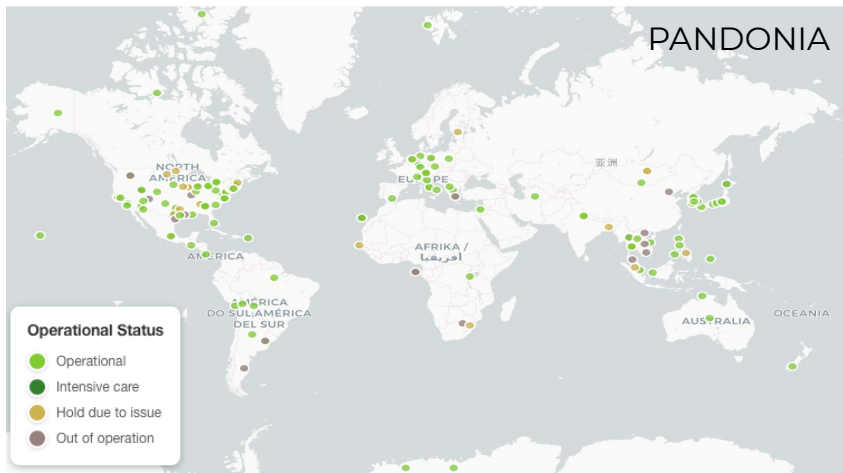 PANDONIA
NORTH
AMERICA
EUROPE
亚洲
AFRIKA /
أفريقيا
AMERICA
AMÉRICA
DO SUL AMÉRICA
DEL SUR
AUSTRALIA
OCEANIA
Operational Status
Operational
Intensive care
Hold due to issue
Out of operation